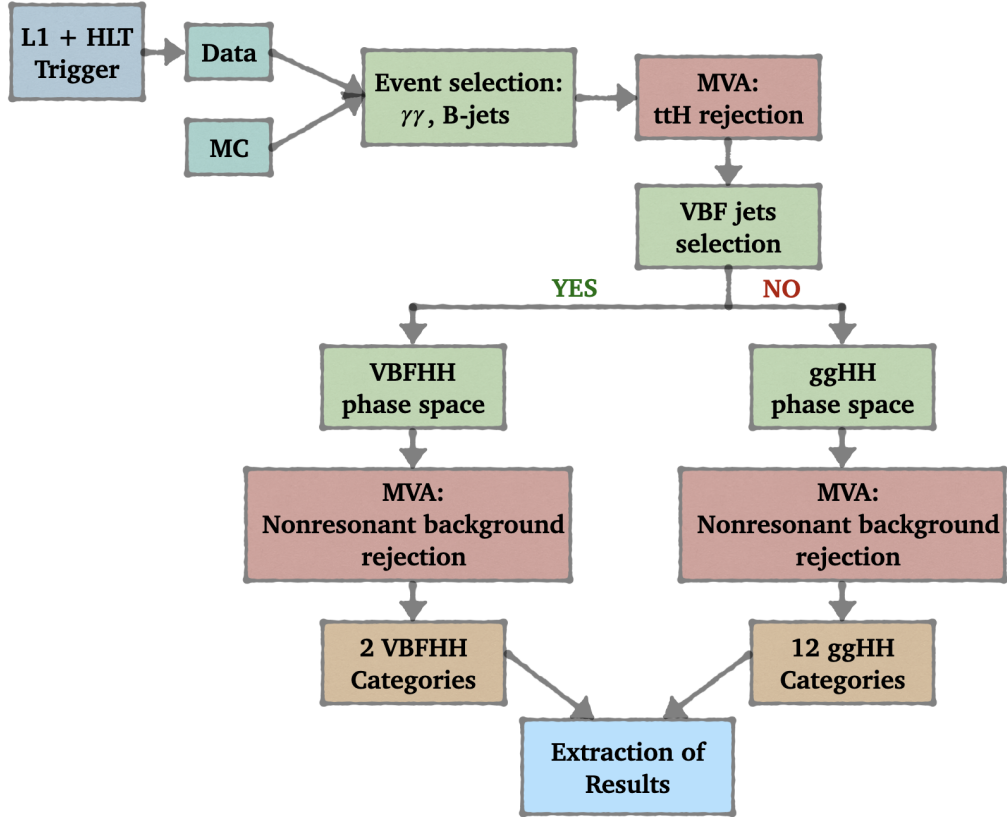 L1 + HLT
Trigger
Data
MC
Event selection:
γγ, B-jets
MVA:
ttH rejection
VBF jets
selection
YES
NO
VBFHH
phase space
ggHH
phase space
MVA:
Nonresonant background
rejection
MVA:
Nonresonant background
rejection
2 VBFHH
Categories
12 ggHH
Categories
Extraction of
Results